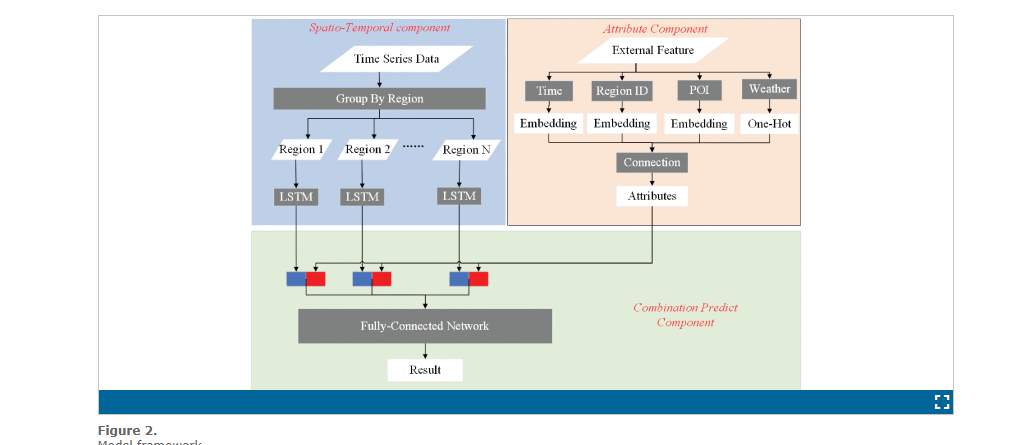 Spatio-Temporal component
Time Series Data
Group By Region
Region 1
Region 2
......
Region N
LSTM
LSTM
LSTM
Attribute Component
External Feature
Time
Region ID
POI
Weather
Embedding
Embedding
Embedding
One-Hot
Connection
Attributes
Combination Predict
Component
Fully-Connected Network
Result
Figure 2.
Model framework